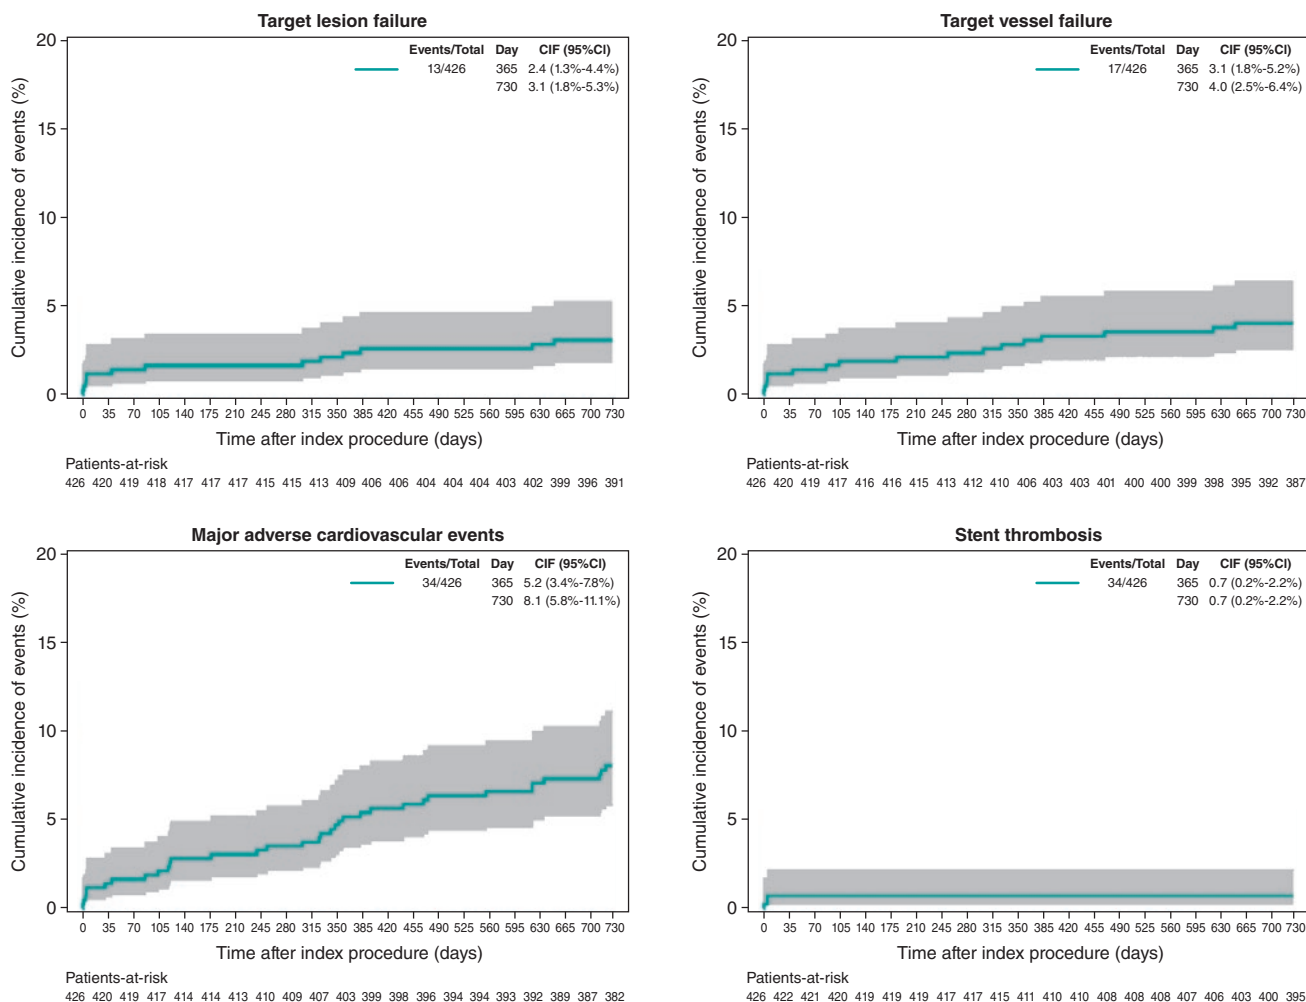 Target lesion failure
Events/Total Day CIF (95%CI)
13/426 365 2.4 (1.3%-4.4%)
730 3.1 (1.8%-5.3%)
20
15
10
5
0
Cumulative incidence of events (%)
0 35 70 105 140 175 210 245 280 315 350 385 420 455 490 525 560 595 630 665 700 730
Time after index procedure (days)
Patients-at-risk
426 420 419 418 417 417 417 415 415 413 409 406 406 404 404 404 403 402 399 396 391
Target vessel failure
Events/Total Day CIF (95%CI)
17/426 365 3.1 (1.8%-5.2%)
730 4.0 (2.5%-6.4%)
20
15
10
5
0
Cumulative incidence of events (%)
0 35 70 105 140 175 210 245 280 315 350 385 420 455 490 525 560 595 630 665 700 730
Time after index procedure (days)
Patients-at-risk
426 420 419 417 416 416 415 413 412 410 406 403 403 401 400 400 399 398 395 392 387
Major adverse cardiovascular events
Events/Total Day CIF (95%CI)
34/426 365 5.2 (3.4%-7.8%)
730 8.1 (5.8%-11.1%)
20
15
10
5
0
Cumulative incidence of events (%)
0 35 70 105 140 175 210 245 280 315 350 385 420 455 490 525 560 595 630 665 700 730
Time after index procedure (days)
Patients-at-risk
426 420 419 417 414 414 413 410 409 407 403 399 398 396 394 394 393 392 389 387 382
Stent thrombosis
Events/Total Day CIF (95%CI)
34/426 365 0.7 (0.2%-2.2%)
730 0.7 (0.2%-2.2%)
20
15
10
5
0
Cumulative incidence of events (%)
0 35 70 105 140 175 210 245 280 315 350 385 420 455 490 525 560 595 630 665 700 730
Time after index procedure (days)
Patients-at-risk
426 422 421 420 419 419 419 417 417 415 411 410 410 408 408 408 407 406 403 400 395